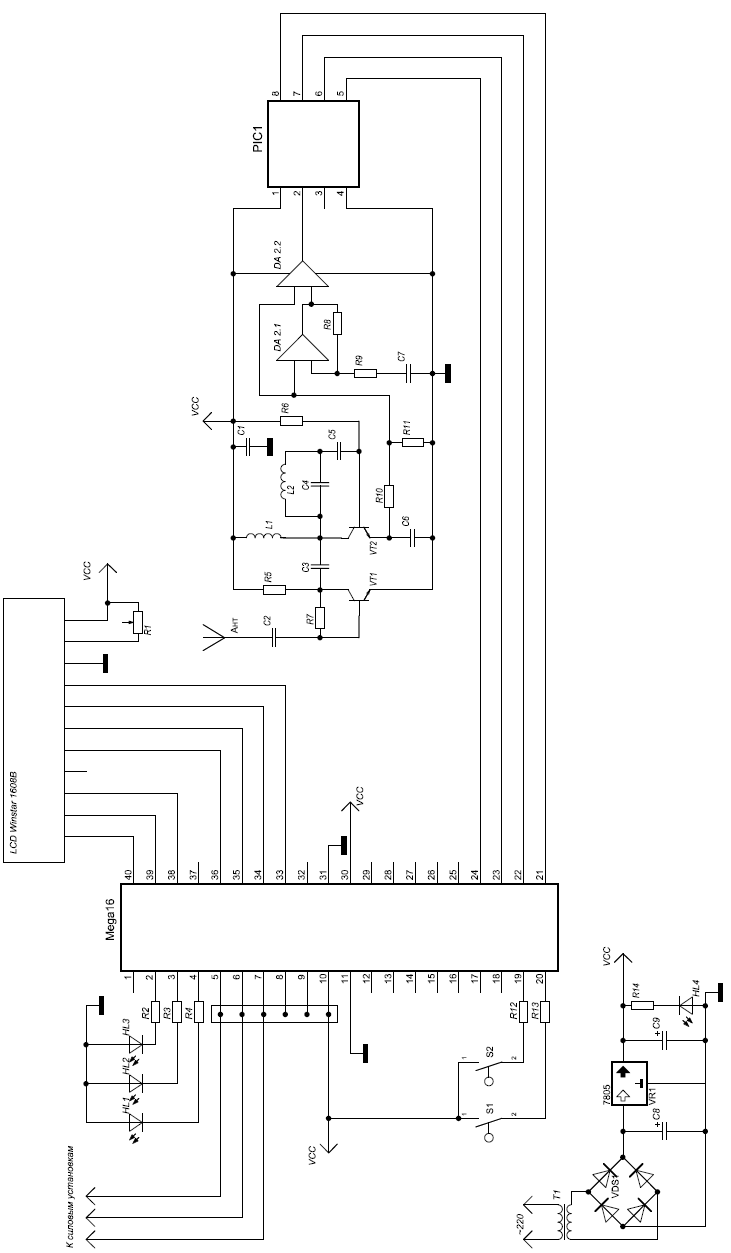 8
7
6
5
PIC1
1
2
3
4
DA 2.2
DA 2.1
R8
R9
C7
VCC
R6
C1
C5
L2
C4
R11
R10
L1
C6
VT2
C3
R5
VT1
R7
C2
Ант
VCC
R1
LCD Winstar 1608B
VCC
40
39
38
37
36
35
34
33
32
31
30
29
28
27
26
25
24
23
22
21
Mega16
1
2
3
4
5
6
7
8
9
10
11
12
13
14
15
16
17
18
19
20
R2
R3
R4
HL3
HL2
HL1
R12
R13
S2
1
2
S1
1
2
VCC
К силовым установкам
VCC
R14
HL4
+ C9
7805
VR1
+ C8
VDS1
T1
~220